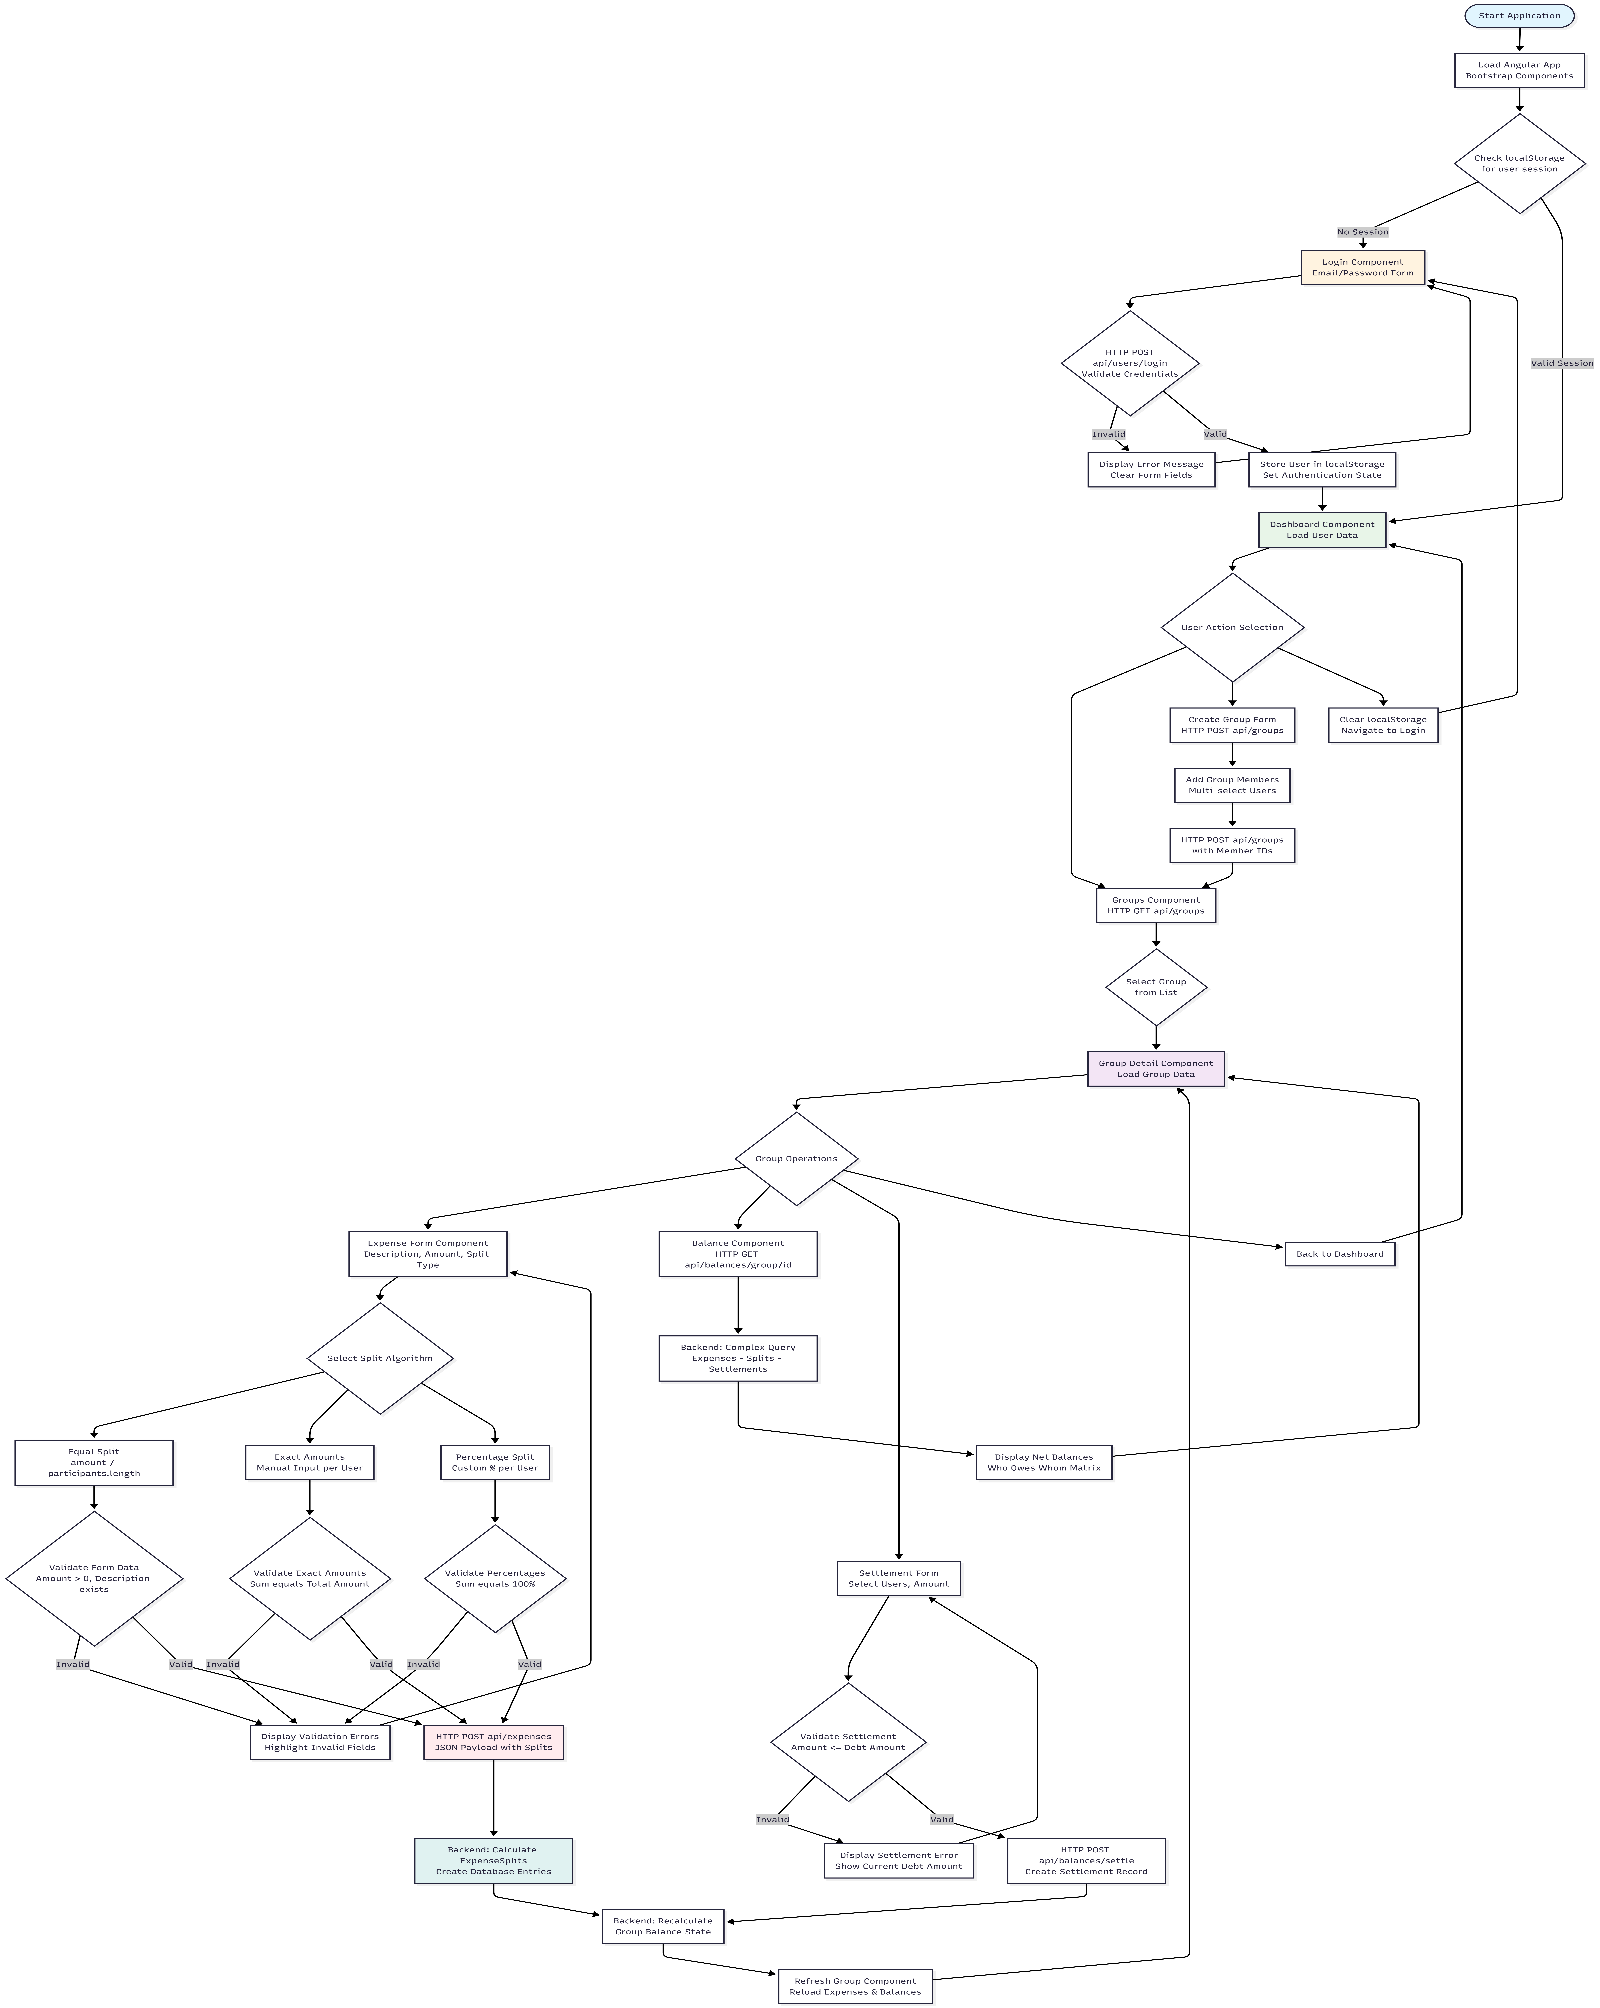 Start Application
Load Angular App
Bootstrap Components
Check localStorage
for user session
No Session
Login Component
Email/Password Form
HTTP POST
api/users/login
Validate Credentials
Valid Session
Invalid
Valid
Display Error Message
Clear Form Fields
Store User in localStorage
Set Authentication State
Dashboard Component
Load User Data
User Action Selection
Create Group Form
HTTP POST api/groups
Clear localStorage
Navigate to Login
Add Group Members
Multi-select Users
HTTP POST api/groups
with Member IDs
Groups Component
HTTP GET api/groups
Select Group
from List
Group Detail Component
Load Group Data
Group Operations
Expense Form Component
Description, Amount, Split
Type
Balance Component
HTTP GET
api/balances/group/id
Back to Dashboard
Select Split Algorithm
Backend: Complex Query
Expenses - Splits -
Settlements
Equal Split
amount /
participants.length
Exact Amounts
Manual Input per User
Percentage Split
Custom % per User
Display Net Balances
Who Owes Whom Matrix
Validate Form Data
Amount > 0, Description
exists
Validate Exact Amounts
Sum equals Total Amount
Validate Percentages
Sum equals 100%
Settlement Form
Select Users, Amount
Invalid
Valid
Invalid
Valid
Invalid
Valid
Display Validation Errors
Highlight Invalid Fields
HTTP POST api/expenses
JSON Payload with Splits
Validate Settlement
Amount <= Debt Amount
Invalid
Valid
Backend: Calculate
ExpenseSplits
Create Database Entries
Display Settlement Error
Show Current Debt Amount
HTTP POST
api/balances/settle
Create Settlement Record
Backend: Recalculate
Group Balance State
Refresh Group Component
Reload Expenses & Balances